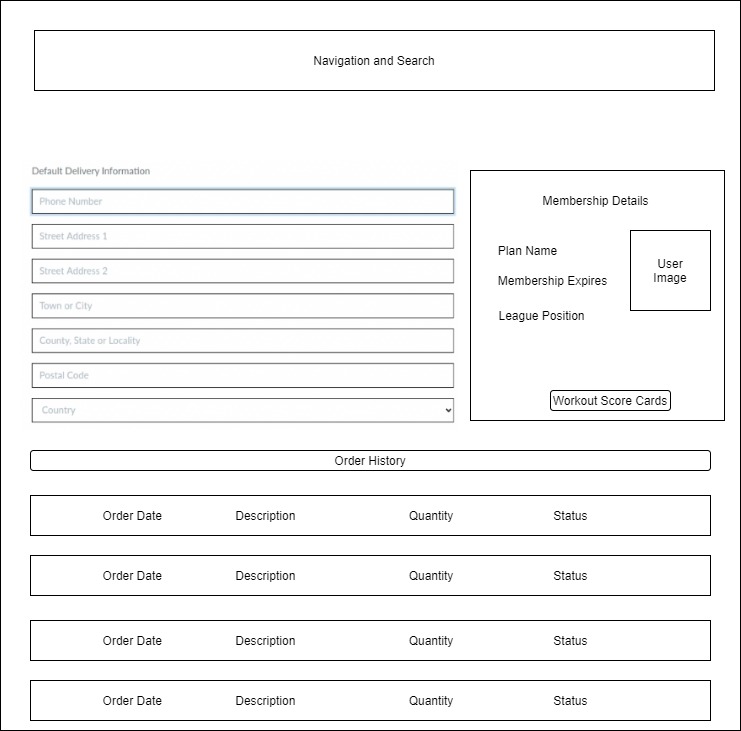 Navigation and Search
Default Delivery Information
Phone Number
Street Address 1
Street Address 2
Town or City
County, State or Locality
Postal Code
Country
Membership Details
Plan Name
Membership Expires
League Position
User
Image
Workout Score Cards
Order History
Order Date Description Quantity Status
Order Date Description Quantity Status
Order Date Description Quantity Status
Order Date Description Quantity Status